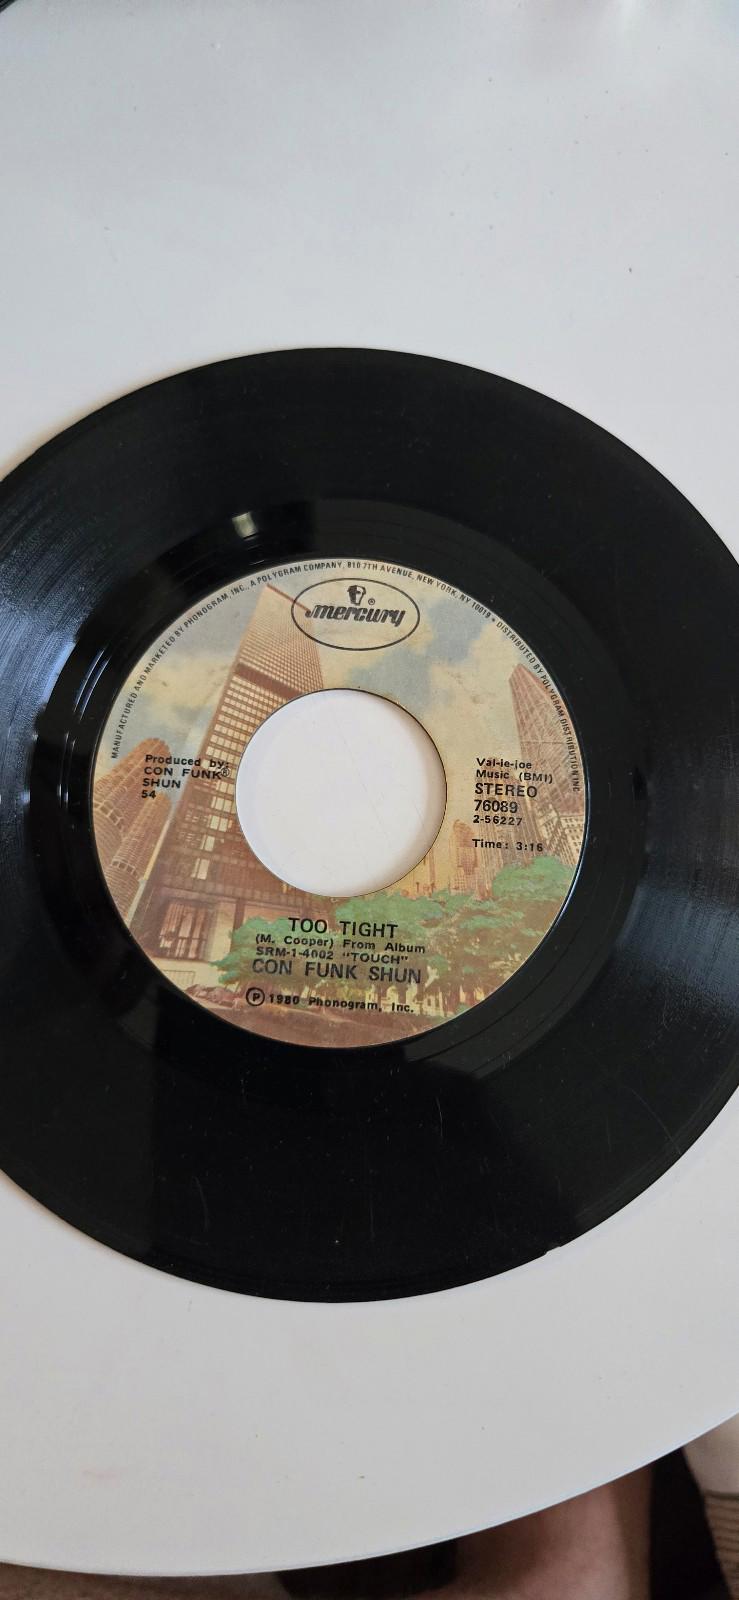 MANUFACTURED AND MARKETED BY PHONOGRAM, INC., A POLYGRAM COMPANY, 810 7TH AVENUE, NEW YORK, NY 10019 • DISTRIBUTED BY POLYGRAM DISTRIBUTION INC.
mercury®
Produced by:
CON FUNK®
SHUN
54
Val-ie-joe
Music (BMI)
STEREO
76089
2-56227
Time: 3:16
TOO TIGHT
(M. Cooper) From Album
SRM-1-4002 "TOUCH"
CON FUNK SHUN
Ⓟ 1980 Phonogram, Inc.